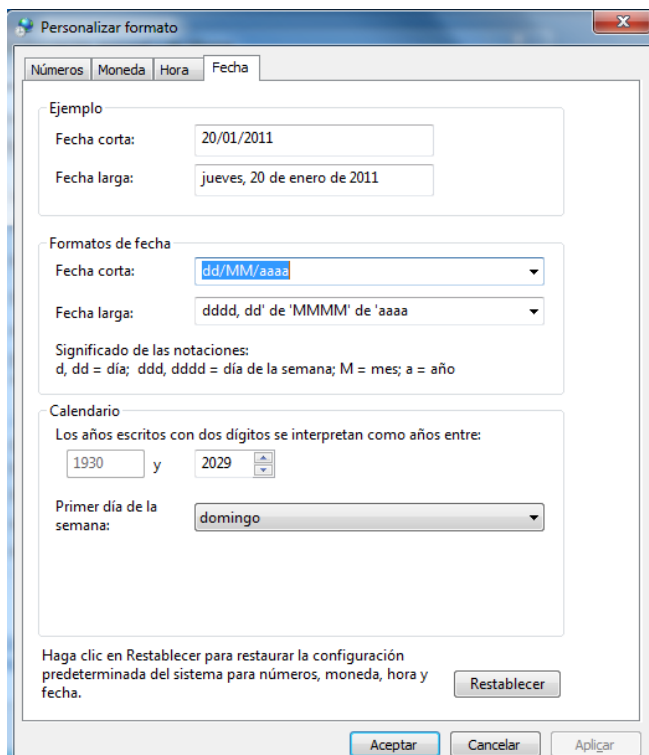 Personalizar formato
Números Moneda Hora Fecha
Ejemplo
Fecha corta: 20/01/2011
Fecha larga: jueves, 20 de enero de 2011
Formatos de fecha
Fecha corta: dd/MM/aaaa
Fecha larga: dddd, dd' de 'MMMM' de 'aaaa
Significado de las notaciones:
d, dd = día; ddd, dddd = día de la semana; M = mes; a = año
Calendario
Los años escritos con dos dígitos se interpretan como años entre:
1930 y 2029
Primer día de la
semana: domingo
Haga clic en Restablecer para restaurar la configuración
predeterminada del sistema para números, moneda, hora y
fecha.
Restablecer
Aceptar Cancelar Aplicar